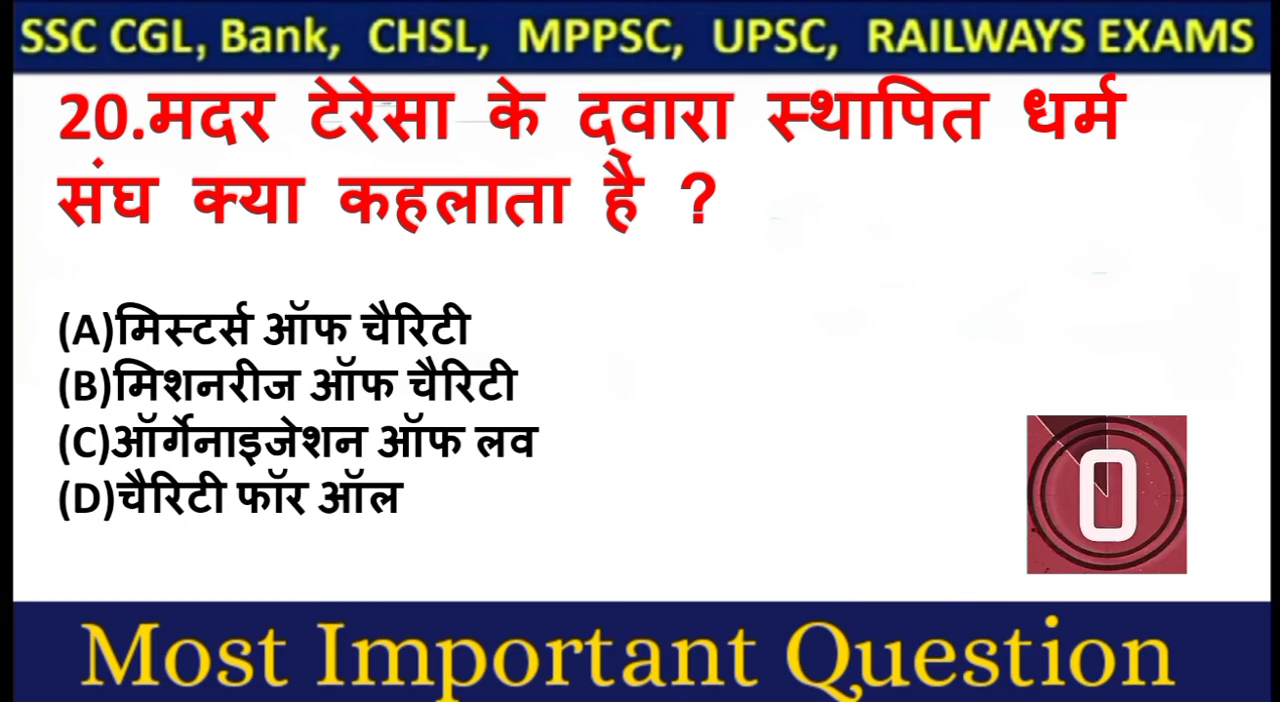 SSC CGL, Bank, CHSL, MPPSC, UPSC, RAILWAYS EXAMS
20.मदर टेरेसा के द्वारा स्थापित धर्म
संघ क्या कहलाता है ?
(A)मिस्टर्स ऑफ चैरिटी
(B)मिशनरीज ऑफ चैरिटी
(C)ऑर्गेनाइजेशन ऑफ लव
(D)चैरिटी फॉर ऑल
0
Most Important Question